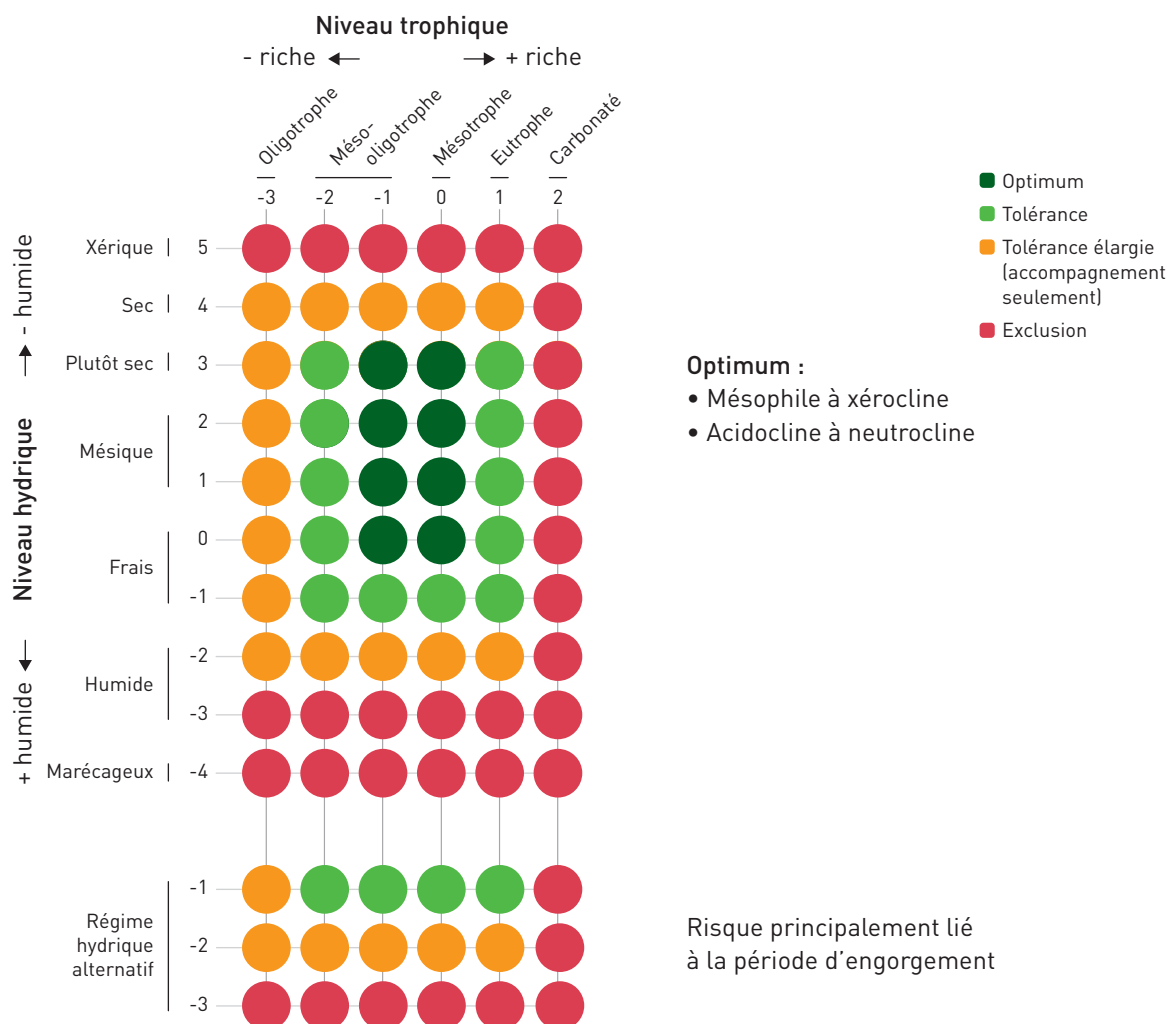 Niveau trophique
- riche ← → + riche
Oligotrophe
Méso-
oligotrophe
Mésotrophe
Eutrophe
Carbonaté
-3 -2 -1 0 1 2
Optimum
Tolérance
Tolérance élargie
(accompagnement
seulement)
Exclusion
Niveau hydrique
→ - humide
+ humide ←
Xérique 5
Sec 4
Plutôt sec 3
2
Mésique
1
0
Frais
-1
-2
Humide
-3
Marécageux -4
Optimum :
• Mésophile à xérocline
• Acidocline à neutrocline
-1
Régime
hydrique
alternatif
-2
-3
Risque principalement lié
à la période d'engorgement